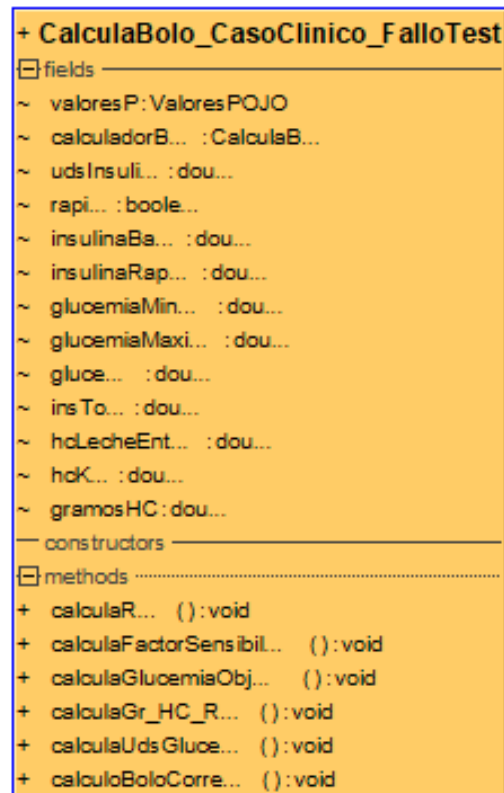 + CalculaBolo_CasoClinico_FalloTest
fields
~ valoresP:ValoresPOJO
~ calculadorB... :CalculaB...
~ udsInsuli... :dou...
~ rapi... :boole...
~ insulinaBa... :dou...
~ insulinaRap... :dou...
~ glucemiaMin... :dou...
~ glucemiaMaxi... :dou...
~ gluce... :dou...
~ insTo... :dou...
~ hcLecheEnt... :dou...
~ hcK... :dou...
~ gramosHC:dou...
constructors
methods
+ calculaR... ():void
+ calculaFactorSensibil... ():void
+ calculaGlucemiaObj... ():void
+ calculaGr_HC_R... ():void
+ calculaUdsGluce... ():void
+ calculoBoloCorre... ():void